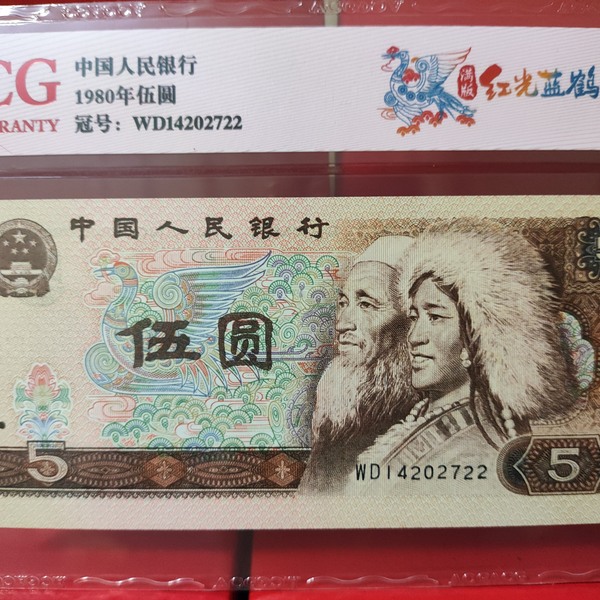 CG
中国人民银行
1980年伍圆
冠号：WD14202722
RANTY
满版
红光蓝鹤
中国人民银行
伍圆
5
WD14202722
5